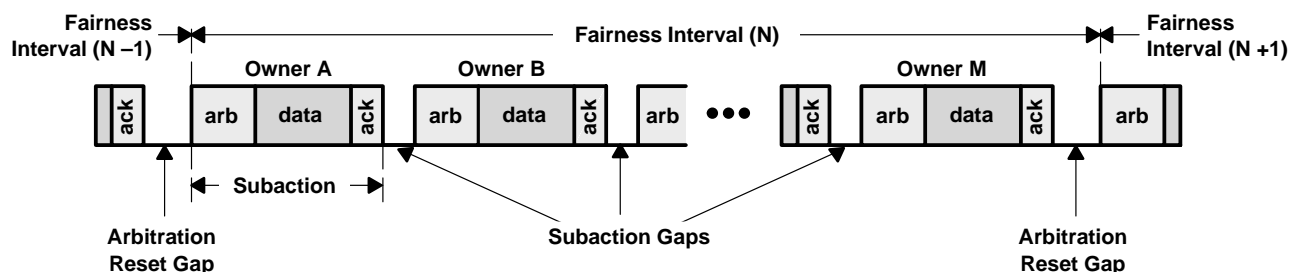 Fairness
Interval (N –1)
Fairness Interval (N)
Fairness
Interval (N +1)
Owner A
Owner B
Owner M
ack
arb
data
ack
arb
data
ack
arb
ack
arb
data
ack
arb
Subaction
Arbitration
Reset Gap
Subaction Gaps
Arbitration
Reset Gap